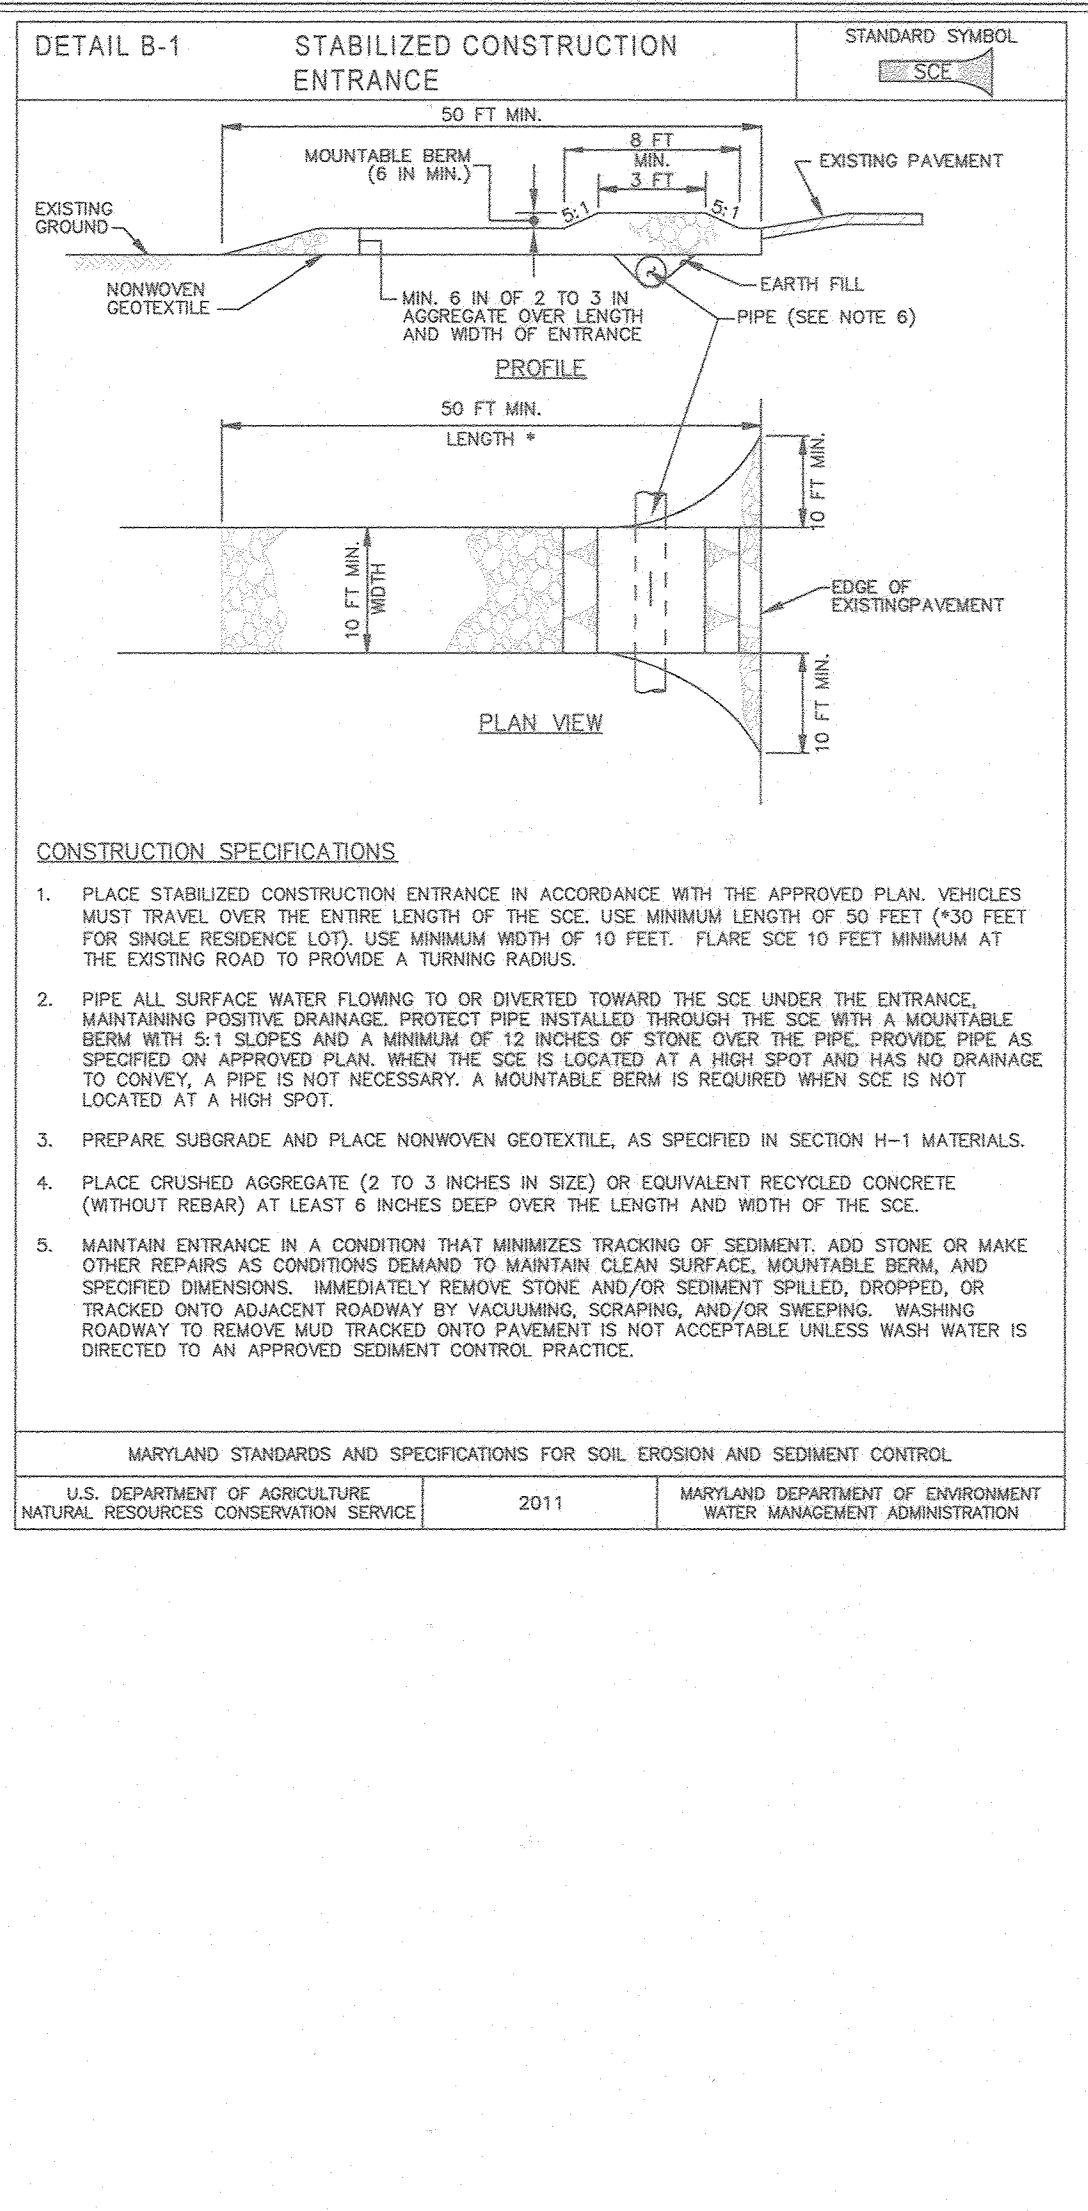 DETAIL B-1
STABILIZED CONSTRUCTION
ENTRANCE
STANDARD SYMBOL
SCE
50 FT MIN.
8 FT
MIN.
3 FT
MOUNTABLE BERM
(6 IN MIN.)
5:1
5:1
EXISTING PAVEMENT
EXISTING
GROUND
NONWOVEN
GEOTEXTILE
MIN. 6 IN OF 2 TO 3 IN
AGGREGATE OVER LENGTH
AND WIDTH OF ENTRANCE
EARTH FILL
PIPE (SEE NOTE 6)
PROFILE
50 FT MIN.
LENGTH *
10 FT MIN.
10 FT MIN.
WIDTH
EDGE OF
EXISTINGPAVEMENT
10 FT MIN.
PLAN VIEW
CONSTRUCTION SPECIFICATIONS
1. PLACE STABILIZED CONSTRUCTION ENTRANCE IN ACCORDANCE WITH THE APPROVED PLAN. VEHICLES
MUST TRAVEL OVER THE ENTIRE LENGTH OF THE SCE. USE MINIMUM LENGTH OF 50 FEET (*30 FEET
FOR SINGLE RESIDENCE LOT). USE MINIMUM WIDTH OF 10 FEET. FLARE SCE 10 FEET MINIMUM AT
THE EXISTING ROAD TO PROVIDE A TURNING RADIUS.
2. PIPE ALL SURFACE WATER FLOWING TO OR DIVERTED TOWARD THE SCE UNDER THE ENTRANCE,
MAINTAINING POSITIVE DRAINAGE. PROTECT PIPE INSTALLED THROUGH THE SCE WITH A MOUNTABLE
BERM WITH 5:1 SLOPES AND A MINIMUM OF 12 INCHES OF STONE OVER THE PIPE. PROVIDE PIPE AS
SPECIFIED ON APPROVED PLAN. WHEN THE SCE IS LOCATED AT A HIGH SPOT AND HAS NO DRAINAGE
TO CONVEY, A PIPE IS NOT NECESSARY. A MOUNTABLE BERM IS REQUIRED WHEN SCE IS NOT
LOCATED AT A HIGH SPOT.
3. PREPARE SUBGRADE AND PLACE NONWOVEN GEOTEXTILE, AS SPECIFIED IN SECTION H-1 MATERIALS.
4. PLACE CRUSHED AGGREGATE (2 TO 3 INCHES IN SIZE) OR EQUIVALENT RECYCLED CONCRETE
(WITHOUT REBAR) AT LEAST 6 INCHES DEEP OVER THE LENGTH AND WIDTH OF THE SCE.
5. MAINTAIN ENTRANCE IN A CONDITION THAT MINIMIZES TRACKING OF SEDIMENT. ADD STONE OR MAKE
OTHER REPAIRS AS CONDITIONS DEMAND TO MAINTAIN CLEAN SURFACE, MOUNTABLE BERM, AND
SPECIFIED DIMENSIONS. IMMEDIATELY REMOVE STONE AND/OR SEDIMENT SPILLED, DROPPED, OR
TRACKED ONTO ADJACENT ROADWAY BY VACUUMING, SCRAPING, AND/OR SWEEPING. WASHING
ROADWAY TO REMOVE MUD TRACKED ONTO PAVEMENT IS NOT ACCEPTABLE UNLESS WASH WATER IS
DIRECTED TO AN APPROVED SEDIMENT CONTROL PRACTICE.
MARYLAND STANDARDS AND SPECIFICATIONS FOR SOIL EROSION AND SEDIMENT CONTROL
U.S. DEPARTMENT OF AGRICULTURE
NATURAL RESOURCES CONSERVATION SERVICE
2011
MARYLAND DEPARTMENT OF ENVIRONMENT
WATER MANAGEMENT ADMINISTRATION